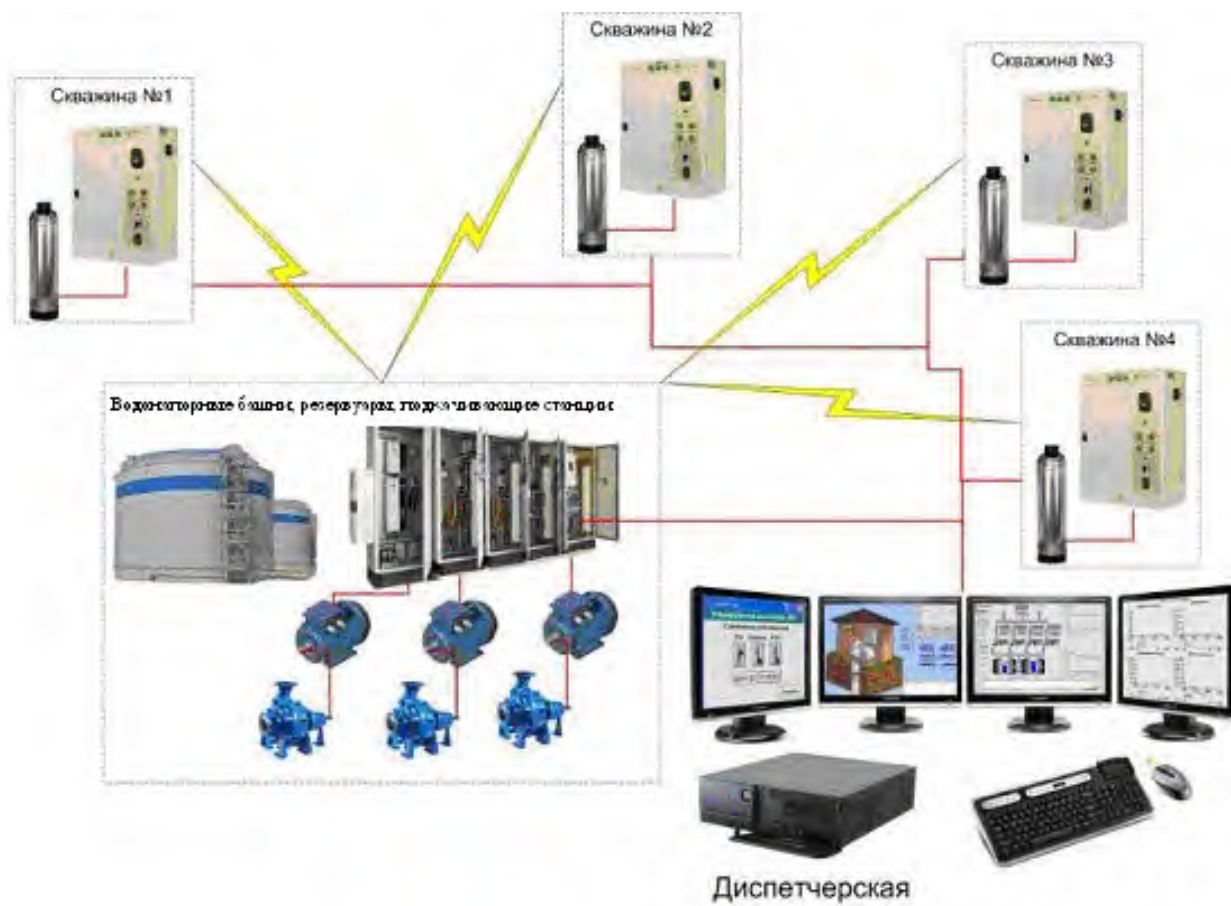 Скважина №2
Скважина №3
Скважина №1
Скважина №4
Водонапорные башни, резервуары, подкачивающие станции
Диспетчерская